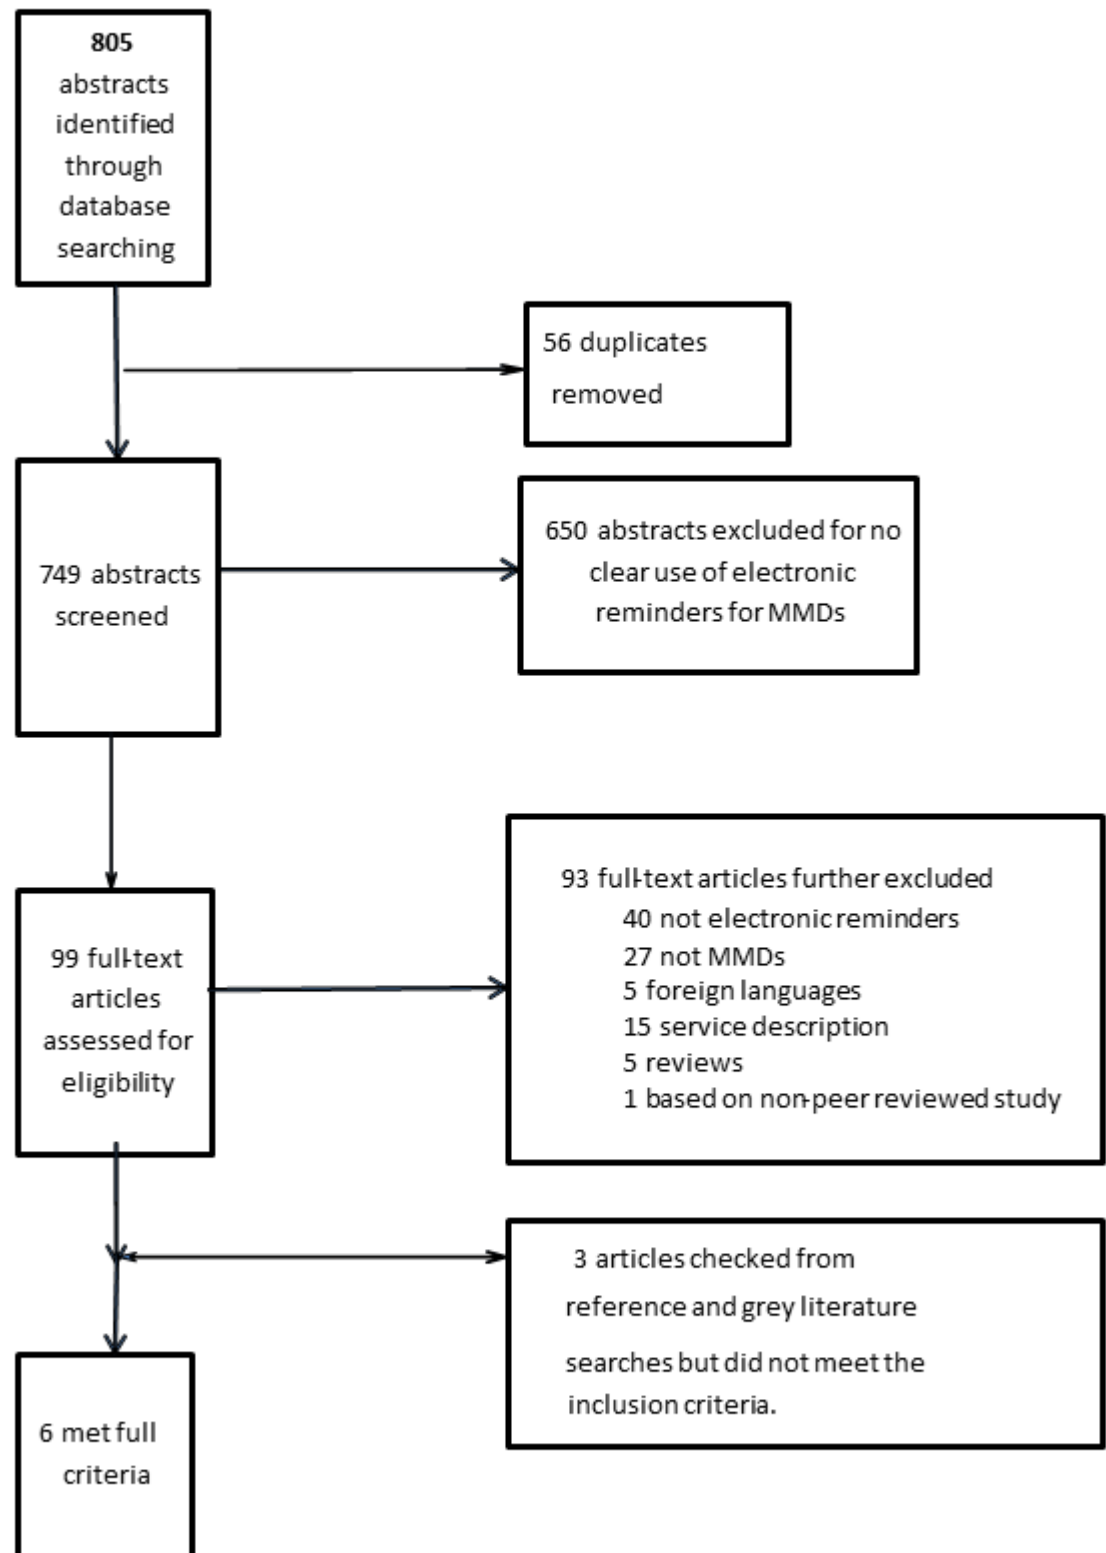 805
abstracts
identified
through
database
searching
56 duplicates
removed
749 abstracts
screened
650 abstracts excluded for no
clear use of electronic
reminders for MMDs
99 full-text
articles
assessed for
eligibility
93 full-text articles further excluded
40 not electronic reminders
27 not MMDs
5 foreign languages
15 service description
5 reviews
1 based on non-peer reviewed study
3 articles checked from
reference and grey literature
searches but did not meet the
inclusion criteria.
6 met full
criteria